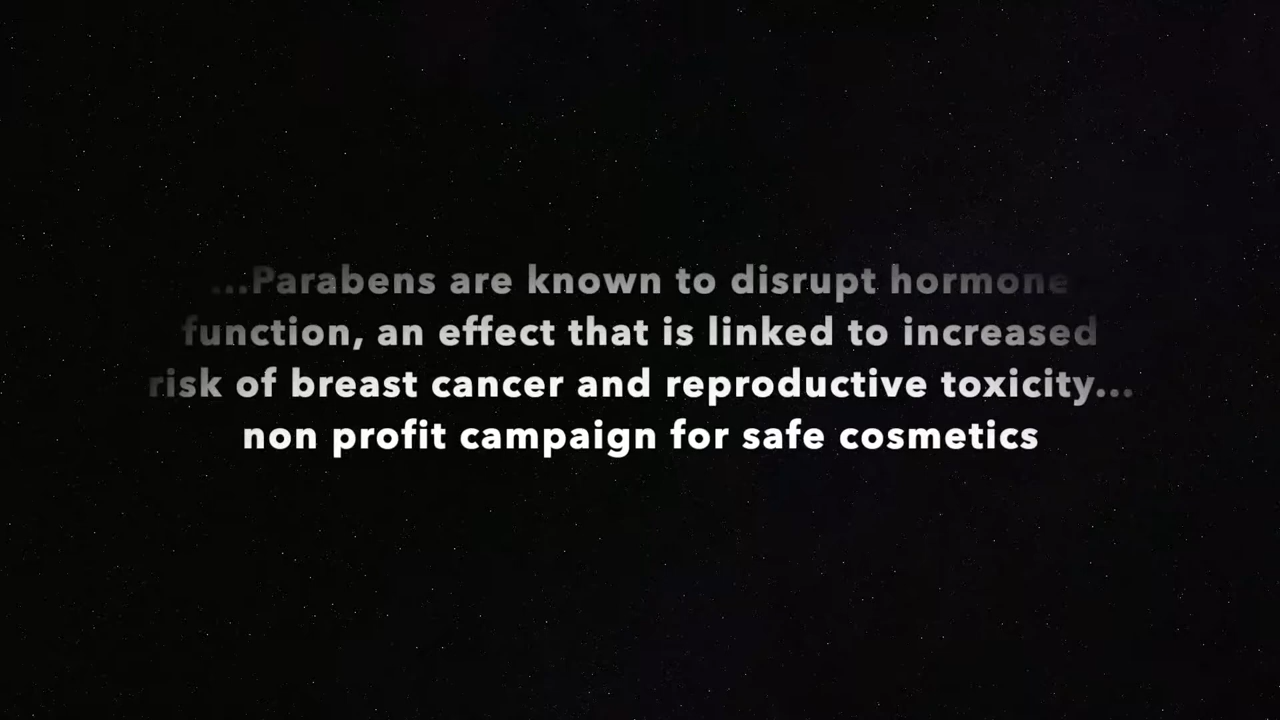 ...Parabens are known to disrupt hormone
function, an effect that is linked to increased
risk of breast cancer and reproductive toxicity...
non profit campaign for safe cosmetics